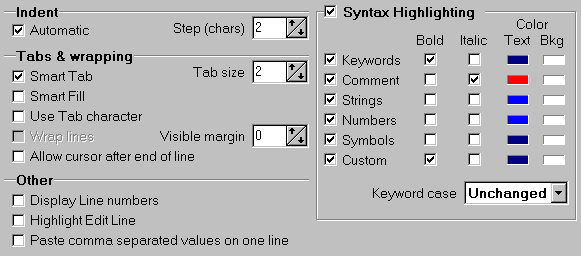 Indent
Automatic
Step (chars) 2
Tabs & wrapping
Smart Tab
Tab size 2
Smart Fill
Use Tab character
Wrap lines
Visible margin 0
Allow cursor after end of line
Other
Display Line numbers
Highlight Edit Line
Paste comma separated values on one line
Syntax Highlighting
Color
Bold Italic Text Bkg
Keywords
Comment
Strings
Numbers
Symbols
Custom
Keyword case Unchanged